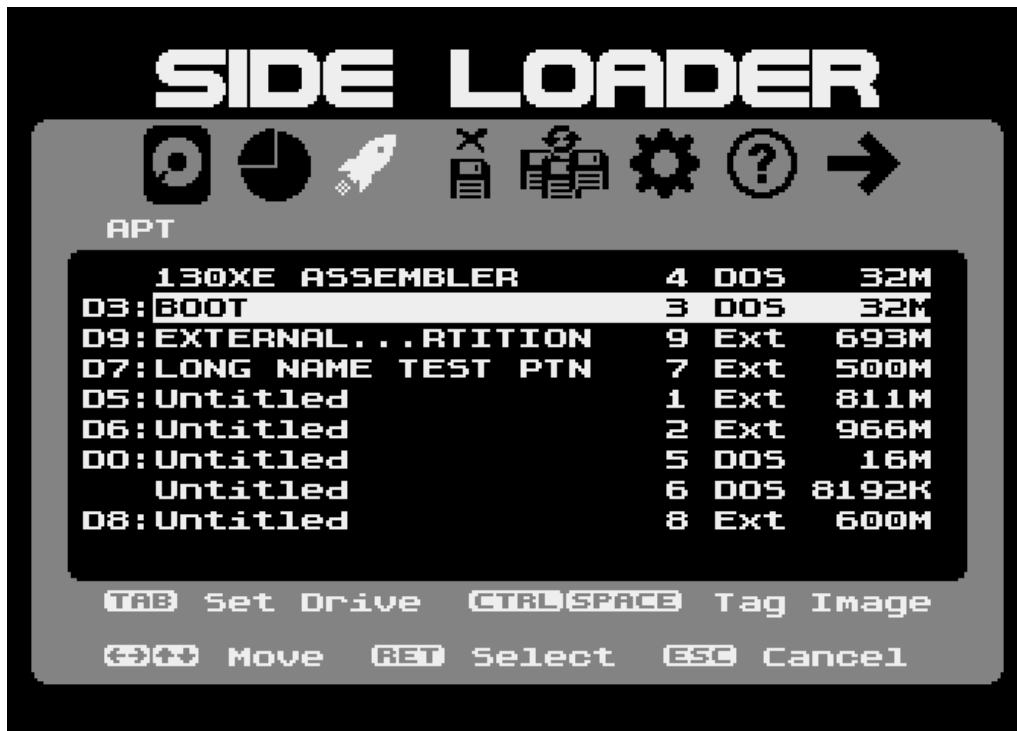 SIDE LOADER
?
APT
130XE ASSEMBLER 4 DOS 32M
D3:BOOT 3 DOS 32M
D9:EXTERNAL...RTITION 9 Ext 693M
D7:LONG NAME TEST PTN 7 Ext 500M
D5:Untitled 1 Ext 811M
D6:Untitled 2 Ext 966M
DO:Untitled 5 DOS 16M
Untitled 6 DOS 8192K
D8:Untitled 8 Ext 600M
TAB Set Drive CTRL SPACE Tag Image
←→↑↓ Move RET Select ESC Cancel